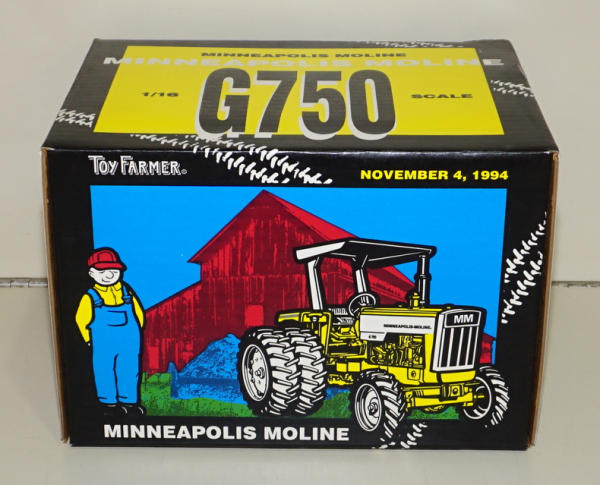 MINNEAPOLIS MOLINE
MINNEAPOLIS MOLINE
1/16 G750 SCALE
TOY FARMER®
NOVEMBER 4, 1994
MM
MINNEAPOLIS-MOLINE.
MINNEAPOLIS MOLINE